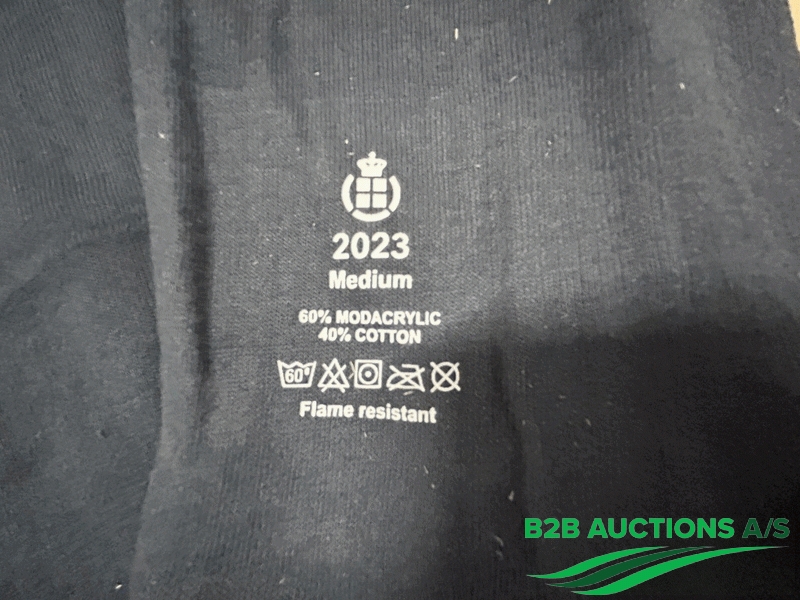 2023
Medium
60% MODACRYLIC
40% COTTON
60°
Flame resistant
B2B AUCTIONS A/S